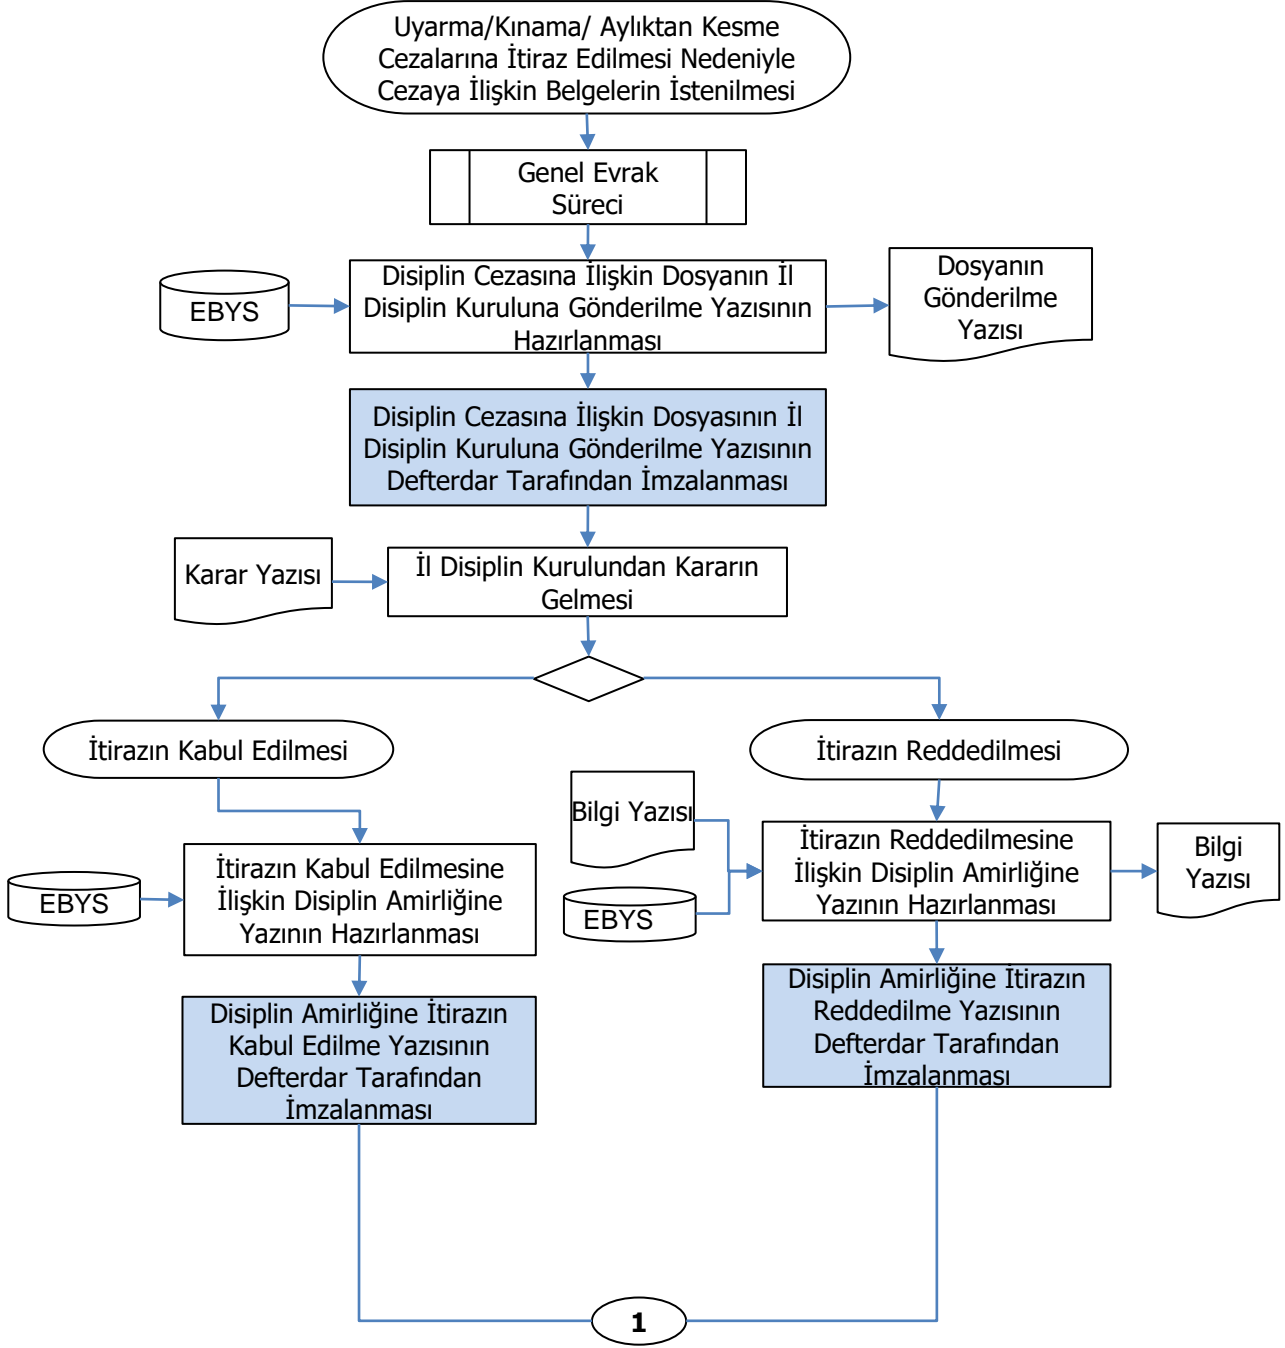 Uyarma/Kınama/ Aylıktan Kesme
Cezalarına İtiraz Edilmesi Nedeniyle
Cezaya İlişkin Belgelerin İstenilmesi
Genel Evrak
Süreci
EBYS
Disiplin Cezasına İlişkin Dosyanın İl
Disiplin Kuruluna Gönderilme Yazısının
Hazırlanması
Dosyanın
Gönderilme
Yazısı
Disiplin Cezasına İlişkin Dosyasının İl
Disiplin Kuruluna Gönderilme Yazısının
Defterdar Tarafından İmzalanması
Karar Yazısı
İl Disiplin Kurulundan Kararın
Gelmesi
İtirazın Kabul Edilmesi
İtirazın Reddedilmesi
EBYS
İtirazın Kabul Edilmesine
İlişkin Disiplin Amirliğine
Yazının Hazırlanması
Bilgi Yazısı
EBYS
İtirazın Reddedilmesine
İlişkin Disiplin Amirliğine
Yazının Hazırlanması
Bilgi
Yazısı
Disiplin Amirliğine İtirazın
Kabul Edilme Yazısının
Defterdar Tarafından
İmzalanması
Disiplin Amirliğine İtirazın
Reddedilme Yazısının
Defterdar Tarafından
İmzalanması
1